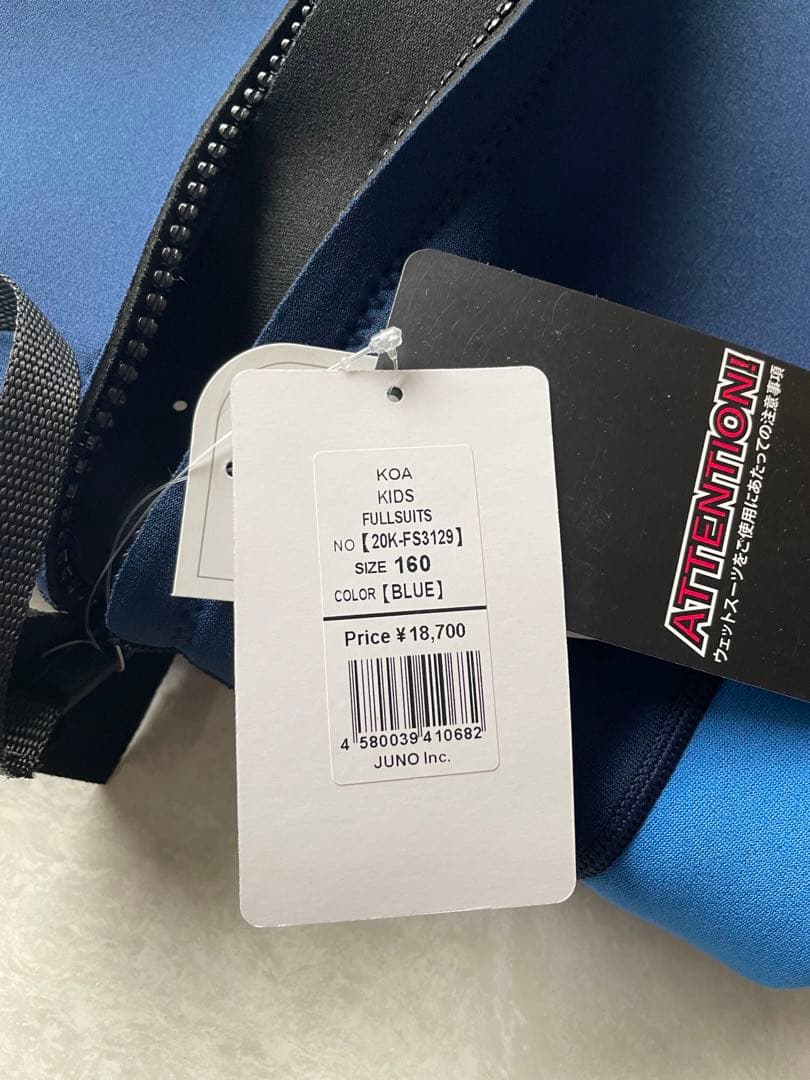 KOA
KIDS
FULLSUITS
NO【20K-FS3129】
SIZE 160
COLOR【BLUE】
Price ¥18,700
4 580039 410682
JUNO Inc.
ATTENTION!
ウェットスーツをご使用にあたっての注意事項